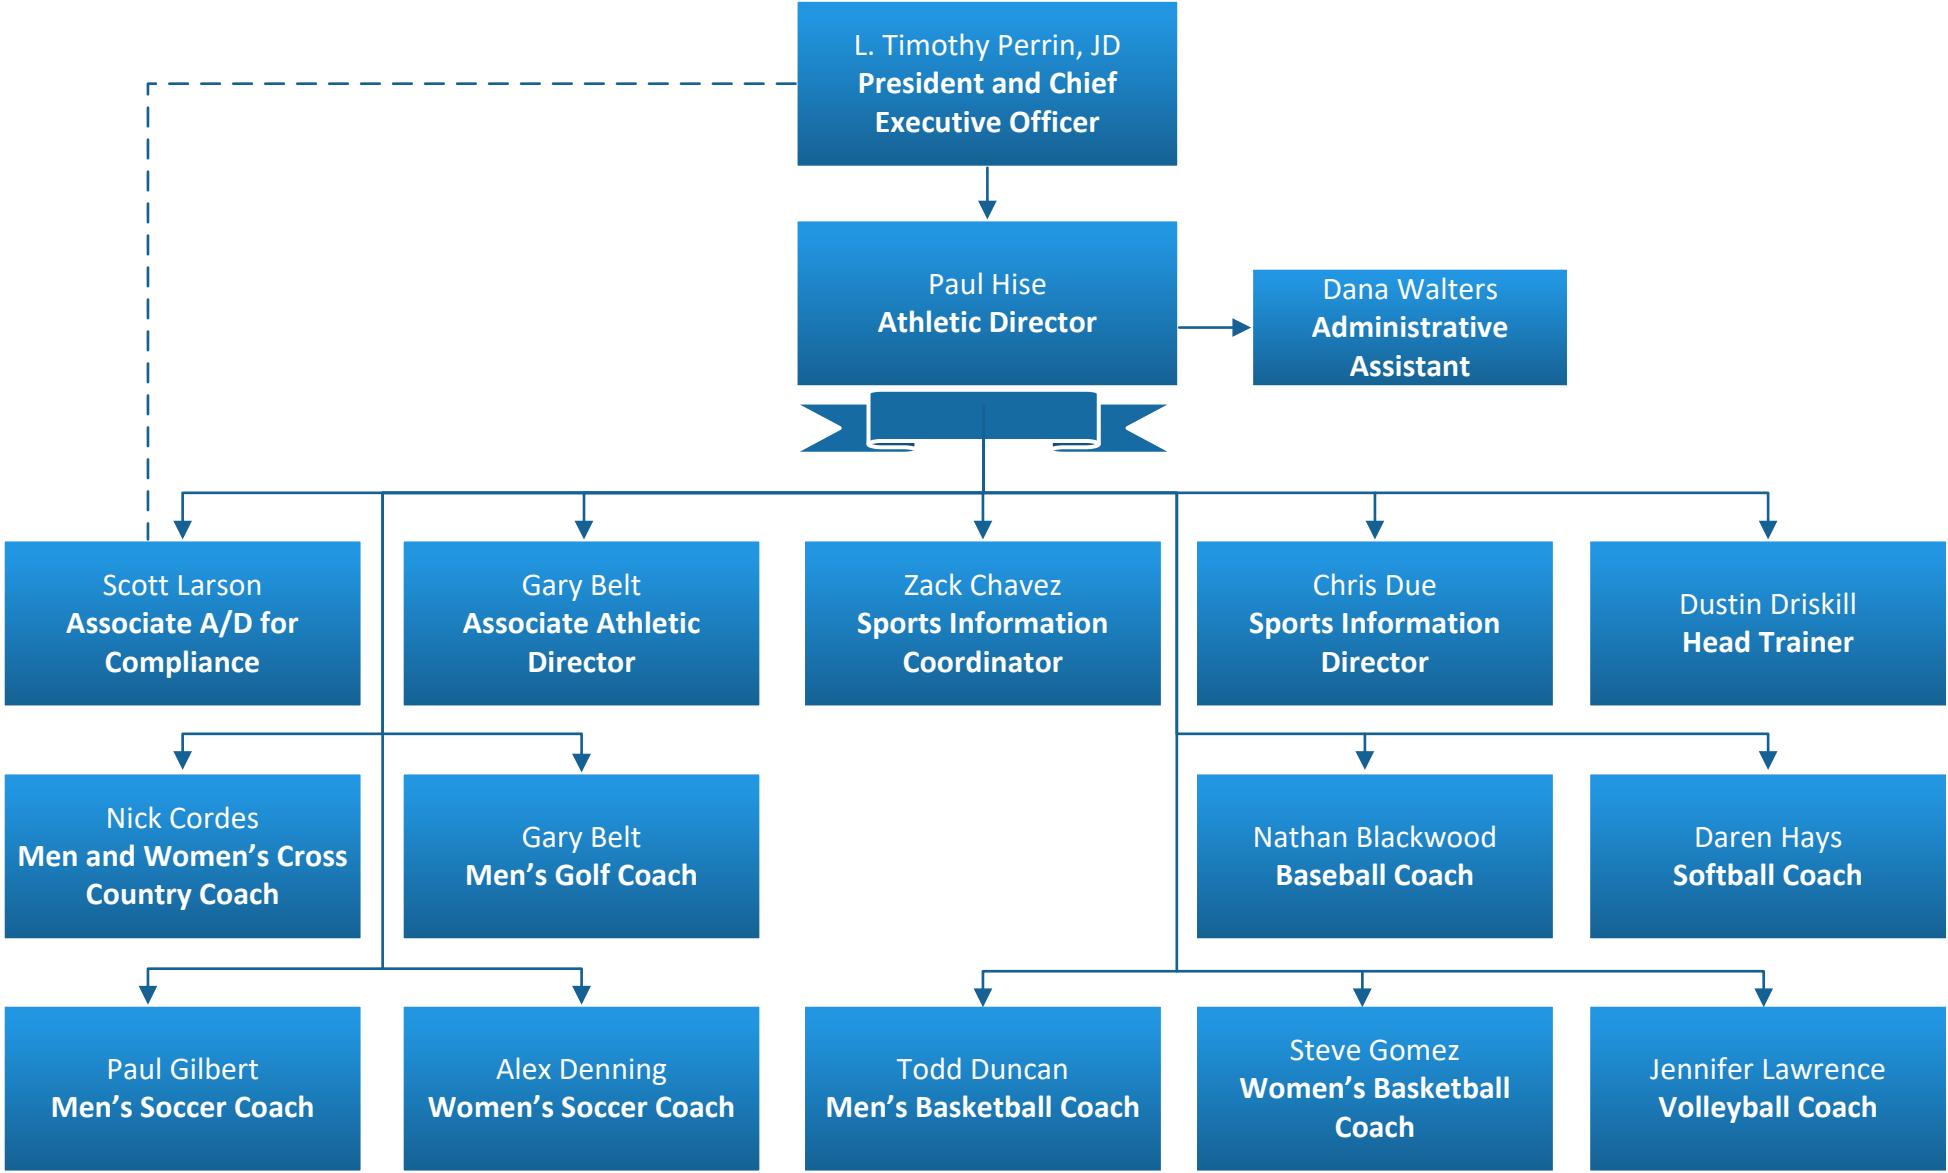 L. Timothy Perrin, JD
President and Chief
Executive Officer
Paul Hise
Athletic Director
Dana Walters
Administrative
Assistant
Scott Larson
Associate A/D for
Compliance
Gary Belt
Associate Athletic
Director
Zack Chavez
Sports Information
Coordinator
Chris Due
Sports Information
Director
Dustin Driskill
Head Trainer
Nick Cordes
Men and Women’s Cross
Country Coach
Gary Belt
Men’s Golf Coach
Nathan Blackwood
Baseball Coach
Daren Hays
Softball Coach
Paul Gilbert
Men’s Soccer Coach
Alex Denning
Women’s Soccer Coach
Todd Duncan
Men’s Basketball Coach
Steve Gomez
Women’s Basketball
Coach
Jennifer Lawrence
Volleyball Coach